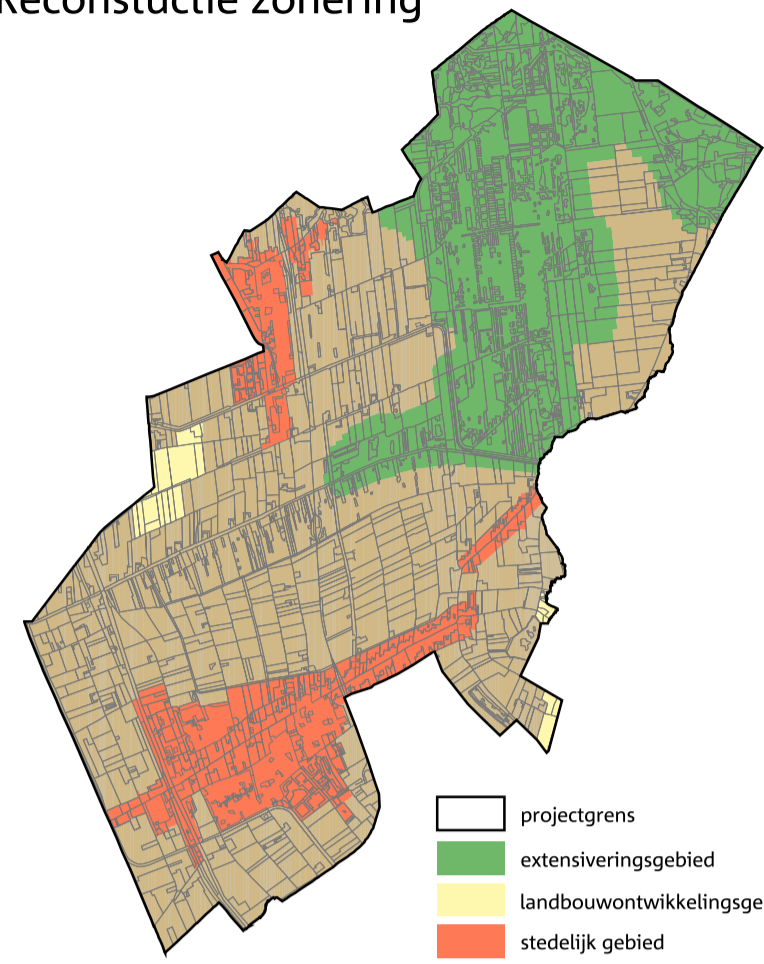 Reconstuctie zonering
projectgrens
extensiveringsgebied
landbouwontwikkelingsge
stedelijk gebied